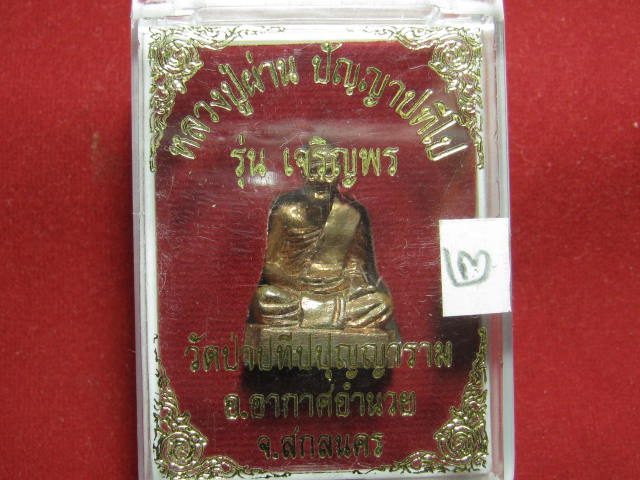 หลวงปู่ผ่าน ปัญญาปทีโป
รุ่น เจริญพร
๒
วัดป่าปทีปปุญญาราม
อ.อากาศอำนวย
จ.สกลนคร